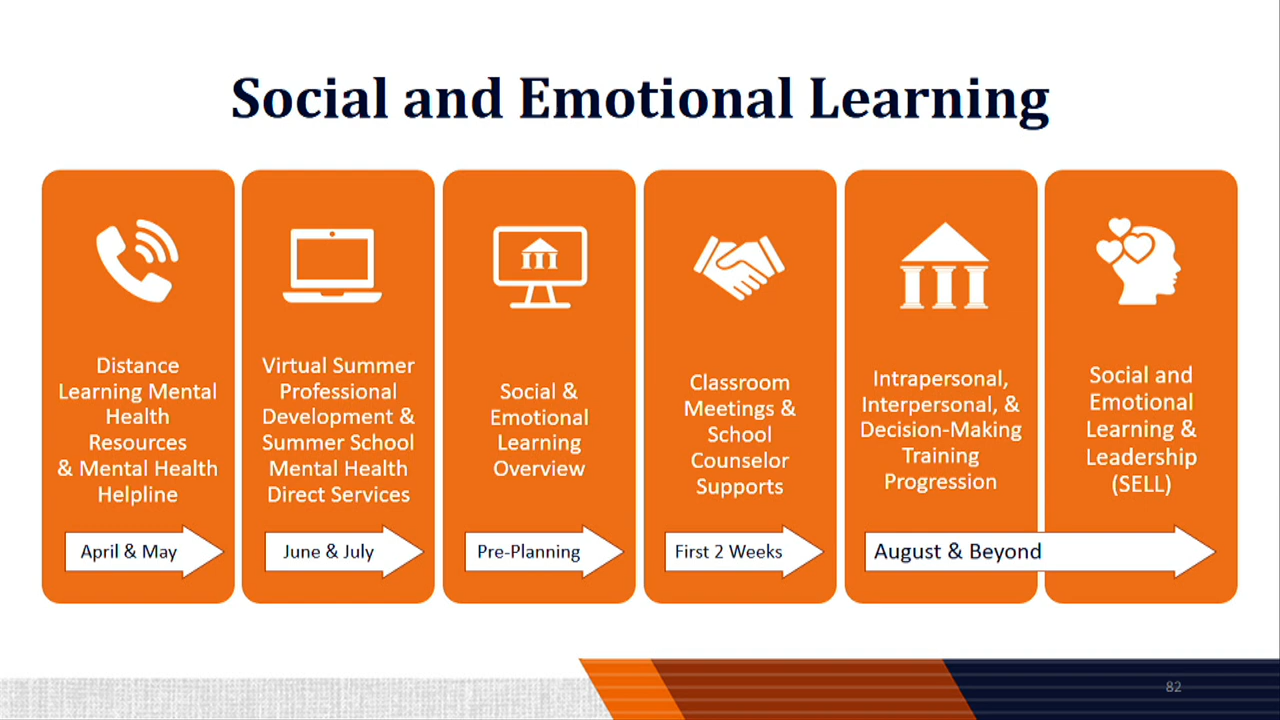 Social and Emotional Learning
Distance
Learning Mental
Health
Resources
& Mental Health
Helpline
April & May
Virtual Summer
Professional
Development &
Summer School
Mental Health
Direct Services
June & July
Social &
Emotional
Learning
Overview
Pre-Planning
Classroom
Meetings &
School
Counselor
Supports
First 2 Weeks
Intrapersonal,
Interpersonal, &
Decision-Making
Training
Progression
Social and
Emotional
Learning &
Leadership
(SELL)
August & Beyond
82